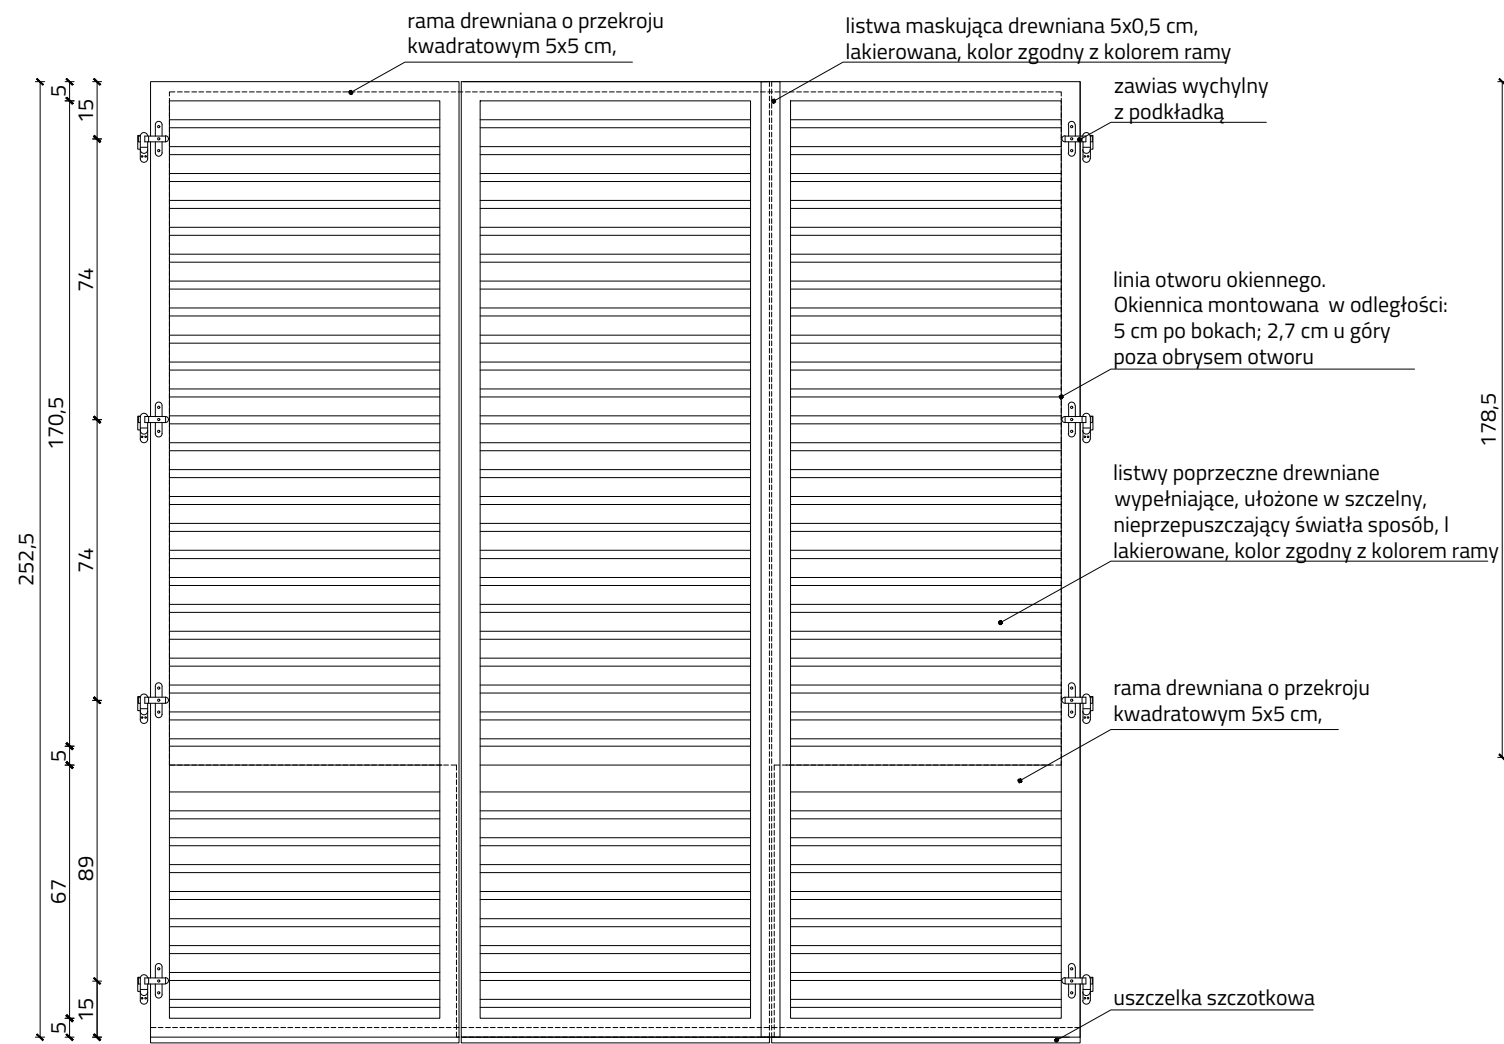 rama drewniana o przekroju
kwadratowym 5x5 cm,
listwa maskująca drewniana 5x0,5 cm,
lakierowana, kolor zgodny z kolorem ramy
zawias wychylny
z podkładką
linia otworu okiennego.
Okiennica montowana w odległości:
5 cm po bokach; 2,7 cm u góry
poza obrysem otworu
listwy poprzeczne drewniane
wypełniające, ułożone w szczelny,
nieprzepuszczający światła sposób, l
lakierowane, kolor zgodny z kolorem ramy
rama drewniana o przekroju
kwadratowym 5x5 cm,
uszczelka szczotkowa
252,5
5
170,5
5
67
5
15
74
74
89
15
178,5